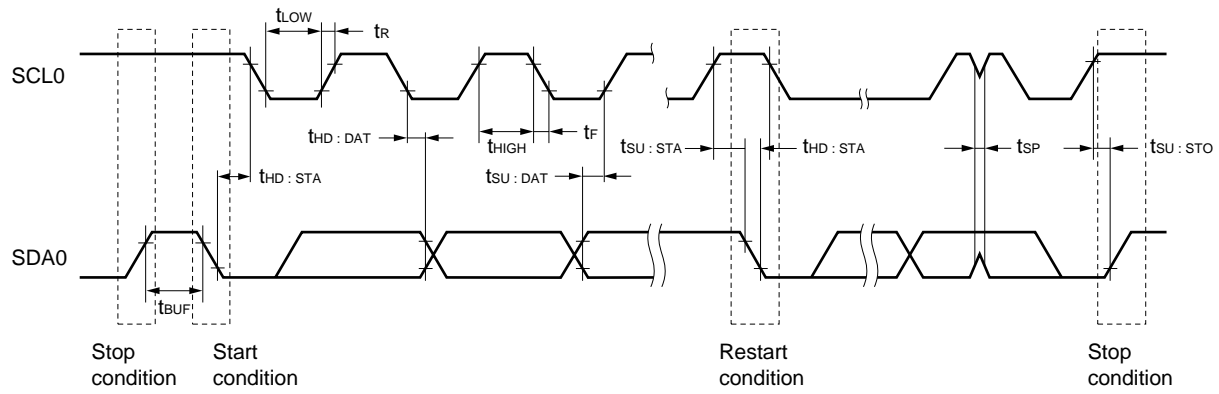 tLOW
tR
SCL0
tHD : DAT
tHIGH
tF
tSU : STA
tHD : STA
tSP
tSU : STO
tHD : STA
tSU : DAT
SDA0
tBUF
Stop
condition
Start
condition
Restart
condition
Stop
condition